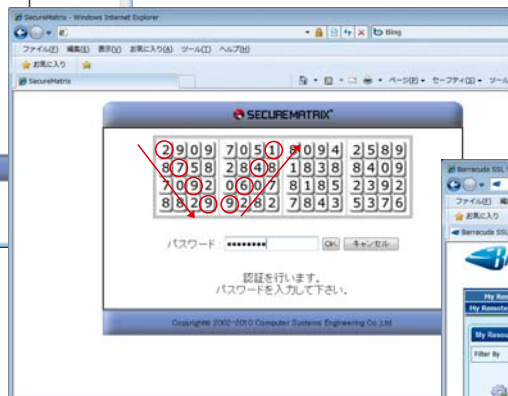 SecureMatrix - Windows Internet Explorer
Bing
ファイル(F) 編集(E) 表示(V) お気に入り(A) ツール(T) ヘルプ(H)
お気に入り
SecureMatrix
ページ(P) セーフティ(S) ツール
SECUREMATRIX
2909 7051 8094 2589
8758 2848 1838 8409
7092 0607 8185 2392
8829 9282 7843 5376
パスワード : OK キャンセル
認証を行います。
パスワードを入力して下さい。
Copyright© 2002-2010 Computer Systems Engineering Co.,Ltd.
Barracuda SSL
ファイル(F)
お気に入り
Barracuda SSL
My Remote
My Resou
Filter By